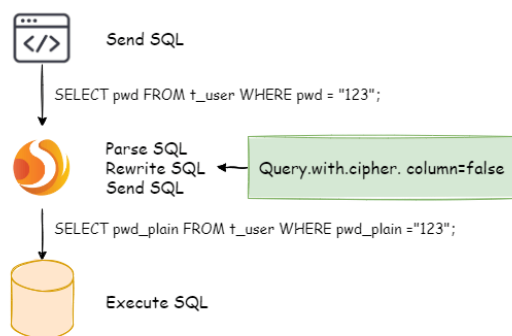 </>
Send SQL
SELECT pwd FROM t_user WHERE pwd = "123";
Parse SQL
Rewrite SQL
Send SQL
Query.with.cipher. column=false
SELECT pwd_plain FROM t_user WHERE pwd_plain ="123";
Execute SQL